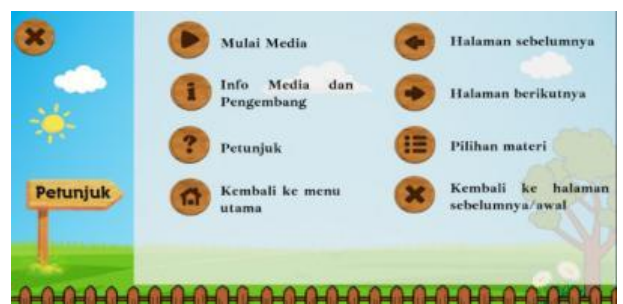 Petunjuk
Mulai Media
Info Media dan
Pengembang
Petunjuk
Kembali ke menu
utama
Halaman sebelumnya
Halaman berikutnya
Pilihan materi
Kembali ke halaman
sebelumnya/awal